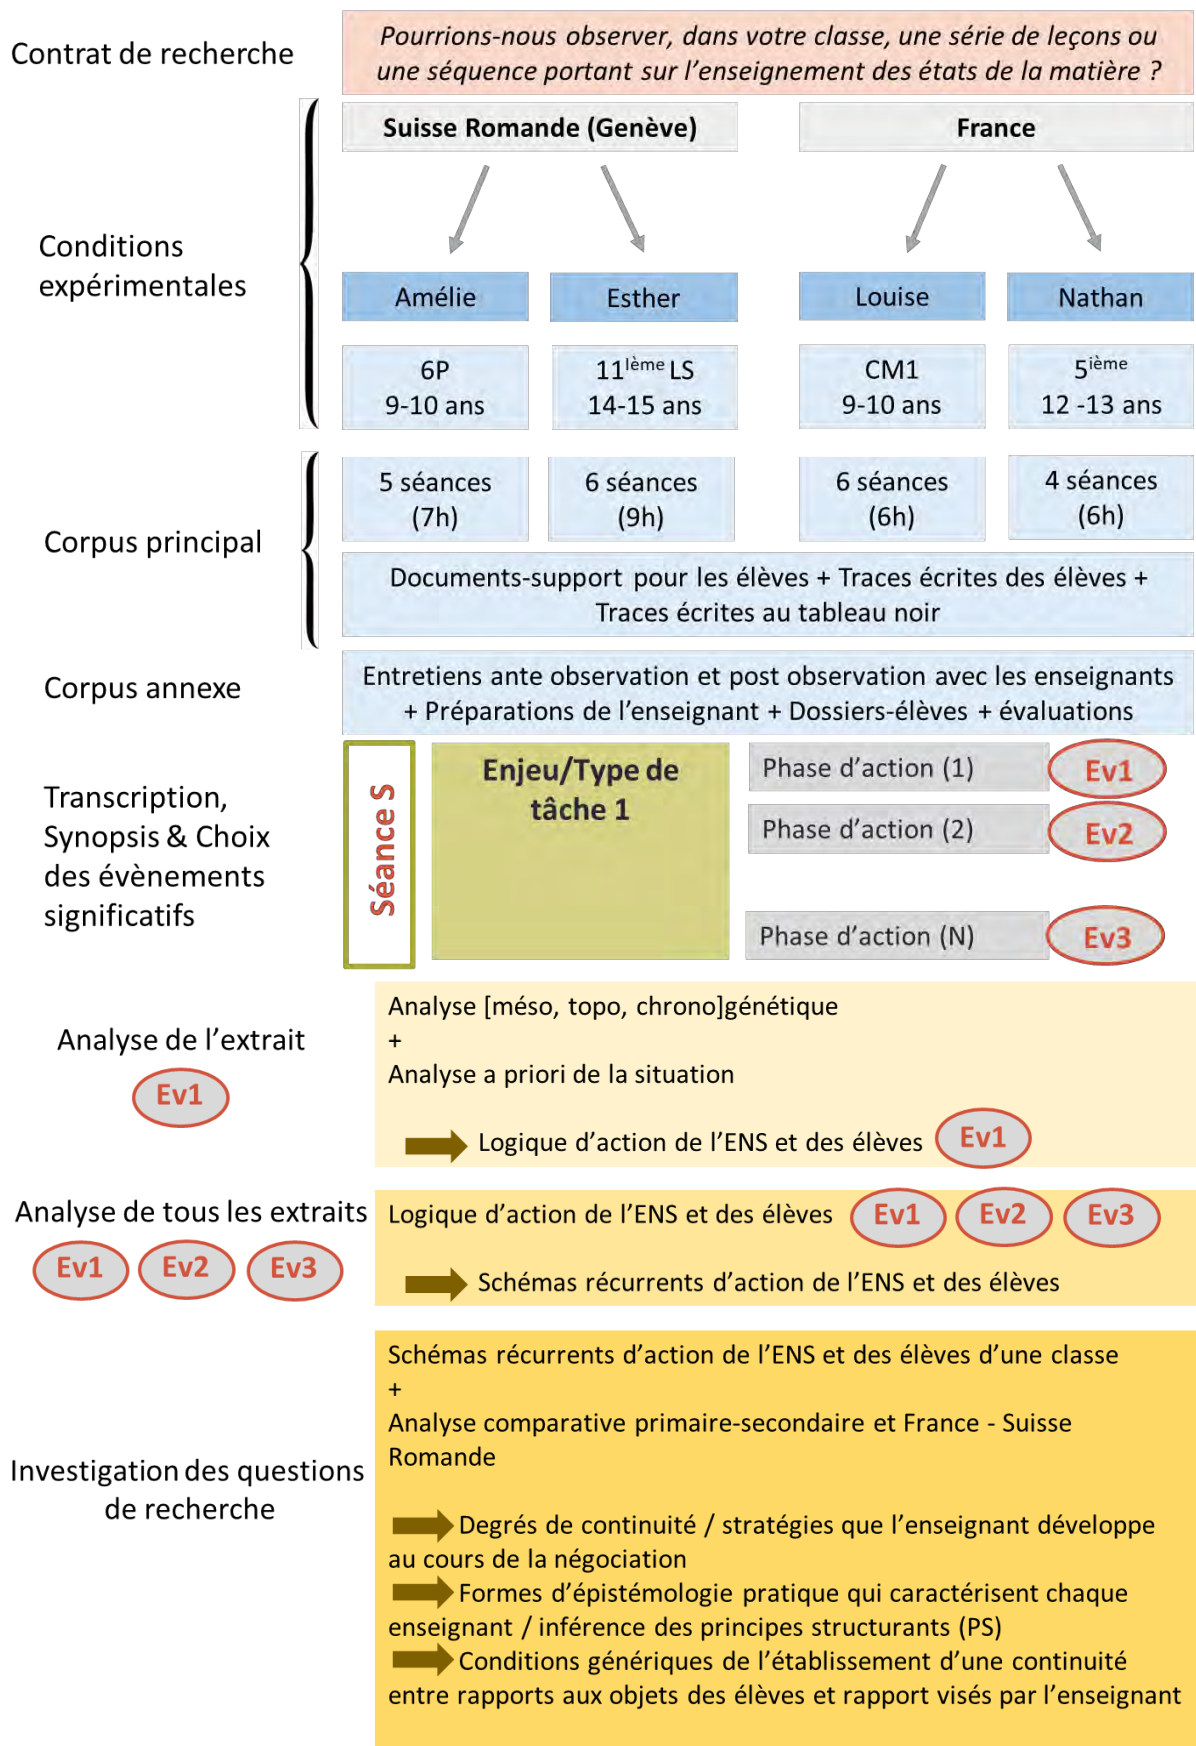 Contrat de recherche
Pourrions-nous observer, dans votre classe, une série de leçons ou
une séquence portant sur l'enseignement des états de la matière ?
Suisse Romande (Genève)
France
Conditions
expérimentales
Amélie
Esther
Louise
Nathan
6P
9-10 ans
11lème LS
14-15 ans
CM1
9-10 ans
5ième
12 -13 ans
Corpus principal
5 séances
(7h)
6 séances
(9h)
6 séances
(6h)
4 séances
(6h)
Documents-support pour les élèves + Traces écrites des élèves +
Traces écrites au tableau noir
Corpus annexe
Entretiens ante observation et post observation avec les enseignants
+ Préparations de l'enseignant + Dossiers-élèves + évaluations
Transcription,
Synopsis & Choix
des évènements
significatifs
Séance S
Enjeu/Type de
tâche 1
Phase d'action (1)
Ev1
Phase d'action (2)
Ev2
Phase d'action (N)
Ev3
Analyse de l'extrait
Ev1
Analyse [méso, topo, chrono]génétique
+
Analyse a priori de la situation
Logique d'action de l'ENS et des élèves Ev1
Analyse de tous les extraits
Ev1 Ev2 Ev3
Logique d'action de l'ENS et des élèves Ev1 Ev2 Ev3
Schémas récurrents d'action de l'ENS et des élèves
Investigation des questions
de recherche
Schémas récurrents d'action de l'ENS et des élèves d'une classe
+
Analyse comparative primaire-secondaire et France - Suisse
Romande
Degrés de continuité / stratégies que l'enseignant développe
au cours de la négociation
Formes d'épistémologie pratique qui caractérisent chaque
enseignant / inférence des principes structurants (PS)
Conditions génériques de l'établissement d'une continuité
entre rapports aux objets des élèves et rapport visés par l'enseignant